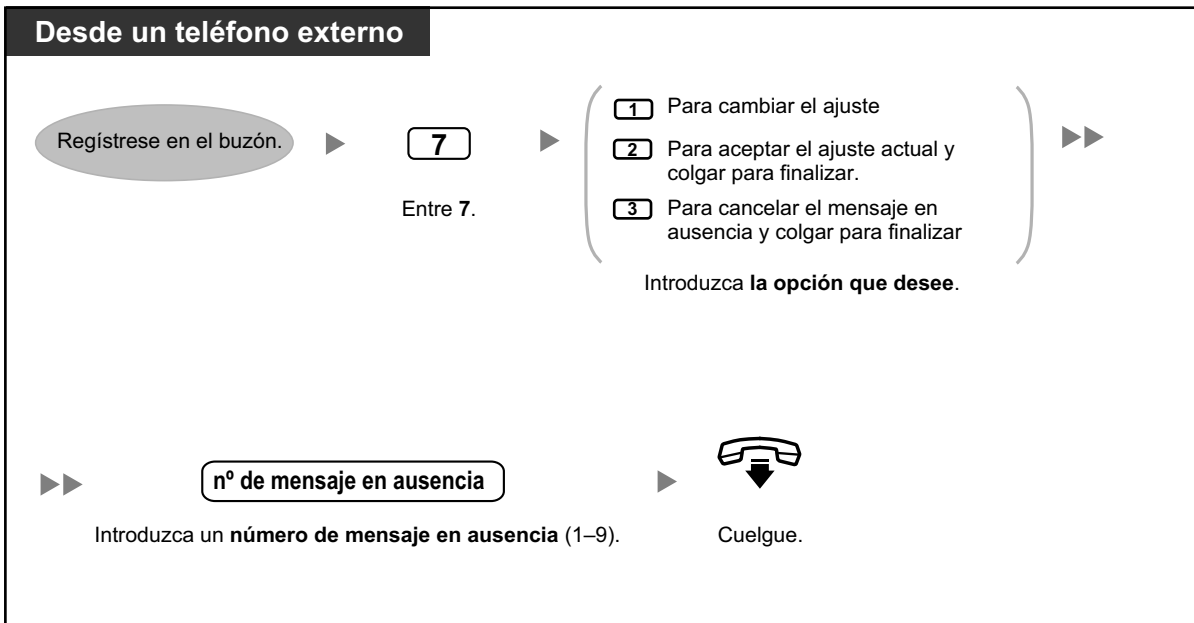 Desde un teléfono externo
Regístrese en el buzón.
7
Entre 7.
1 Para cambiar el ajuste
2 Para aceptar el ajuste actual y
colgar para finalizar.
3 Para cancelar el mensaje en
ausencia y colgar para finalizar
Introduzca la opción que desee.
nº de mensaje en ausencia
Introduzca un número de mensaje en ausencia (1–9).
Cuelgue.